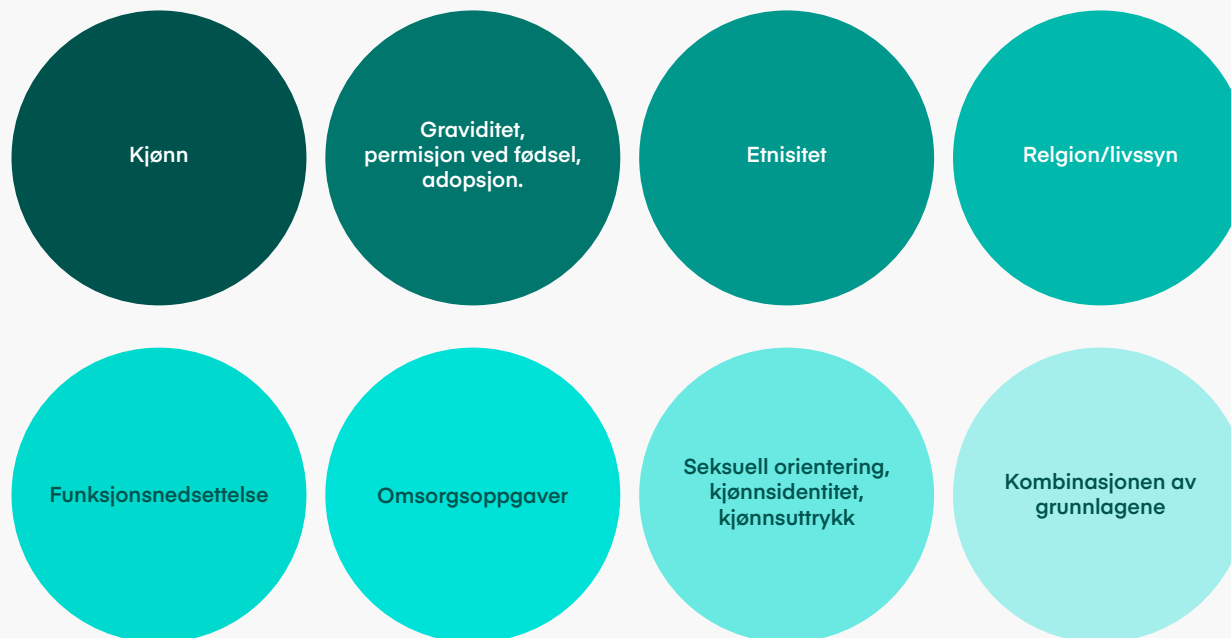 Kjønn
Graviditet,
permisjon ved fødsel,
adopsjon.
Etnisitet
Relgion/livssyn
Funksjonsnedsettelse
Omsorgsoppgaver
Seksuell orientering,
kjønnsidentitet,
kjønnsuttrykk
Kombinasjonen av
grunnlagene